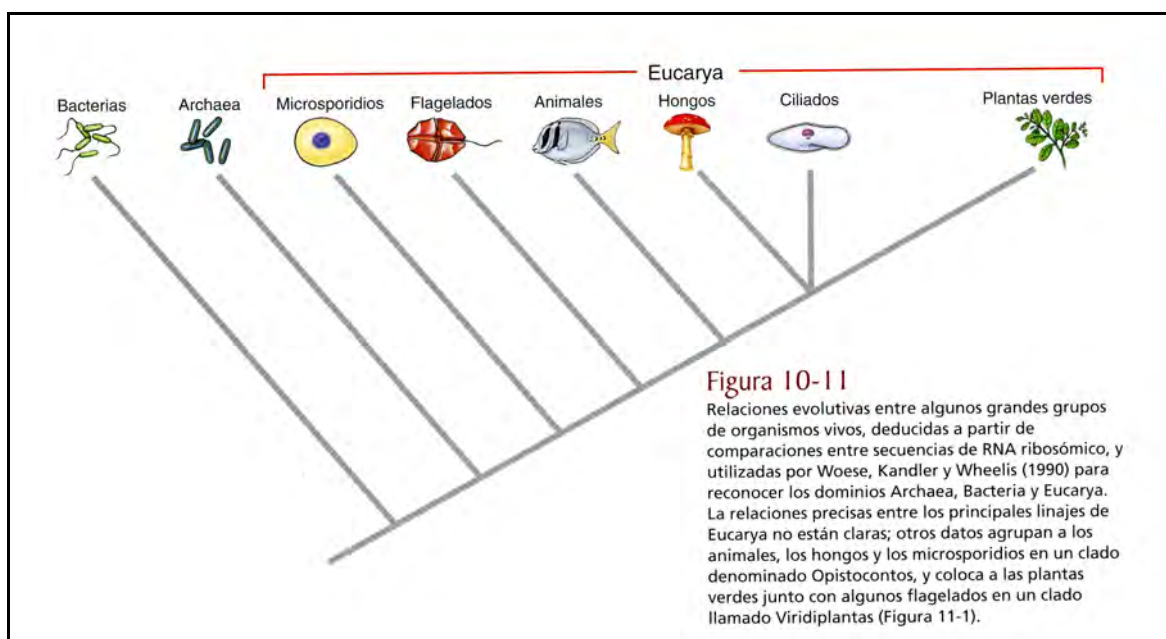 Eucarya
Bacterias Archaea Microsporidios Flagelados Animales Hongos Ciliados Plantas verdes
Figura 10-11
Relaciones evolutivas entre algunos grandes grupos
de organismos vivos, deducidas a partir de
comparaciones entre secuencias de RNA ribosómico, y
utilizadas por Woese, Kandler y Wheelis (1990) para
reconocer los dominios Archaea, Bacteria y Eucarya.
La relaciones precisas entre los principales linajes de
Eucarya no están claras; otros datos agrupan a los
animales, los hongos y los microsporidios en un clado
denominado Opistocontos, y coloca a las plantas
verdes junto con algunos flagelados en un clado
llamado Viridiplantas (Figura 11-1).